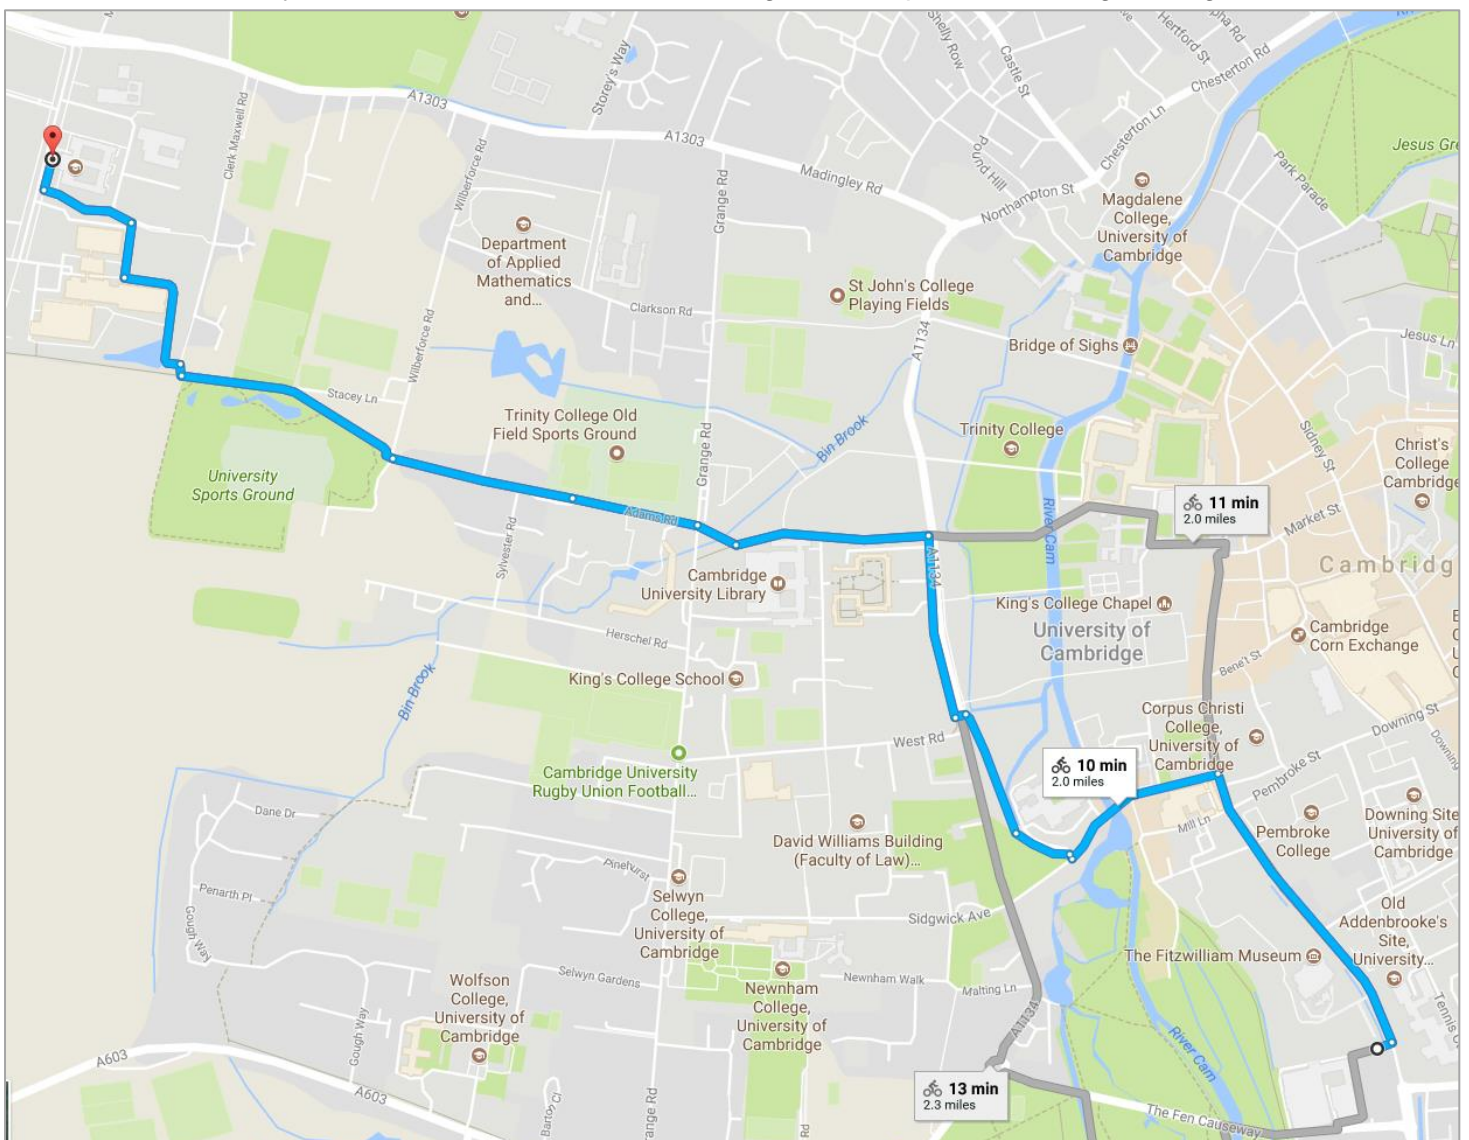 Shelly Row
Hertford St
Chesterton Rd
Castle St
Storey's Way
A1303
Clerk Maxwell Rd
A1303
Wilberforce Rd
Chesterton Ln
Pound Hill
Jesus Gre
Park Parade
Madingley Rd
Grange Rd
Northampton St
Magdalene
College,
University of
Cambridge
Department
of Applied
Mathematics
and...
St John's College
Playing Fields
Clarkson Rd
A1134
Jesus Ln
Wilberforce Rd
Bridge of Sighs
Stacey Ln
Trinity College Old
Field Sports Ground
Bin Brook
Trinity College
Sidney St
Christ's
College
Cambridge
University
Sports Ground
Grange Rd
11 min
2.0 miles
Market St
River Cam
Adams Rd
Sylvester Rd
A1134
Cambridg
Cambridge
University Library
King's College Chapel
University of
Cambridge
Cambridge
Corn Exchange
Herschel Rd
Bene't St
King's College School
Bin Brook
Corpus Christi
College,
University of
Cambridge
Downing St
Downing
West Rd
10 min
2.0 miles
Pembroke St
Cambridge University
Rugby Union Football...
Dane Dr
Mill Ln
David Williams Building
(Faculty of Law)...
Pembroke
College
Downing Site
University of
Cambridge
Pinehurst
Penarth Pl
Gough Way
Selwyn
College,
University of
Cambridge
Sidgwick Ave
Old
Addenbrooke's
Site,
University...
The Fitzwilliam Museum
Selwyn Gardens
Newnham
College,
University of
Cambridge
Newnham Walk
Malting Ln
Wolfson
College,
University of
Cambridge
Gough Way
A1134
Tennis C
River Cam
A603
A603
Barton Cl
range Rd
Rd
13 min
2.3 miles
The Fen Causeway